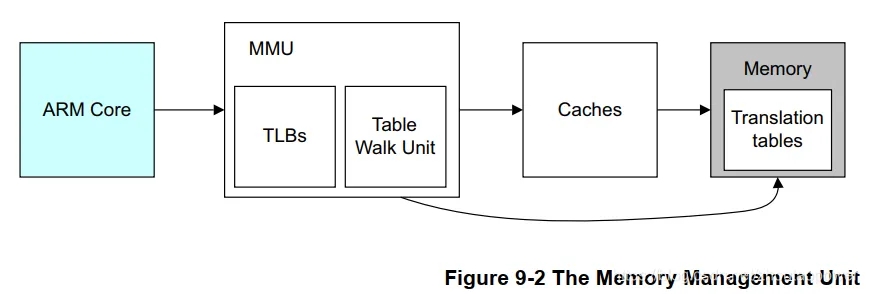 MMU
ARM Core
TLBs
Table
Walk Unit
Caches
Memory
Translation
tables
Figure 9-2 The Memory Management Unit